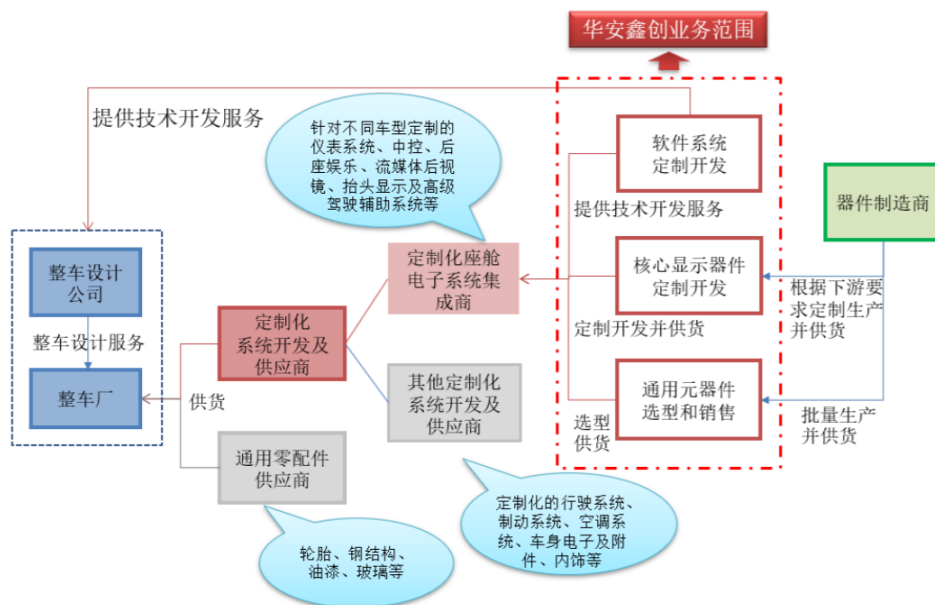 华安鑫创业务范围
提供技术开发服务
针对不同车型定制的
仪表系统、中控、后
座娱乐、流媒体后视
镜、抬头显示及高级
驾驶辅助系统等
软件系统
定制开发
器件制造商
提供技术开发服务
整车设计
公司
定制化座舱
电子系统集
成商
核心显示器件
定制开发
根据下游要
求定制生产
并供货
整车设计服务
定制化
系统开发及
供应商
定制开发并供货
整车厂
供货
其他定制化
系统开发及
供应商
通用元器件
选型和销售
选型
供货
批量生产
并供货
通用零配件
供应商
定制化的行驶系统、
制动系统、空调系
统、车身电子及附
件、内饰等
轮胎、钢结构、
油漆、玻璃等